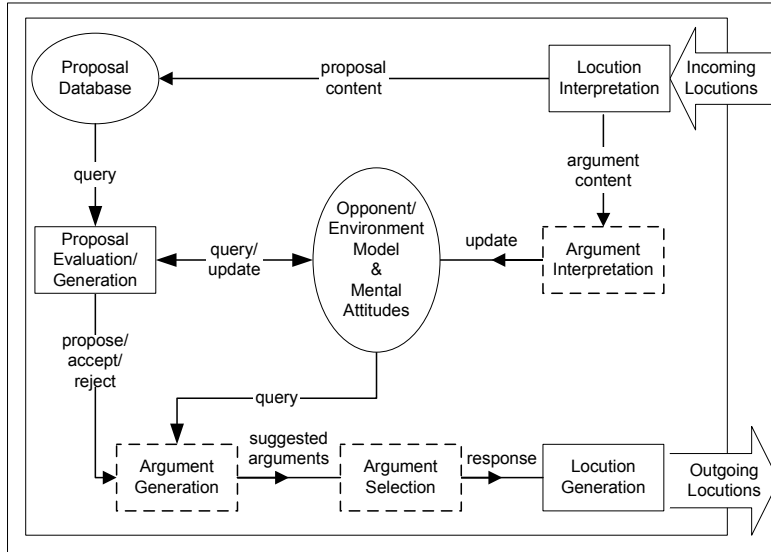 Proposal
Database
proposal
content
Locution
Interpretation
Incoming
Locutions
query
argument
content
Proposal
Evaluation/
Generation
query/
update
Opponent/
Environment
Model
&
Mental
Attitudes
update
Argument
Interpretation
propose/
accept/
reject
query
Argument
Generation
suggested
arguments
Argument
Selection
response
Locution
Generation
Outgoing
Locutions